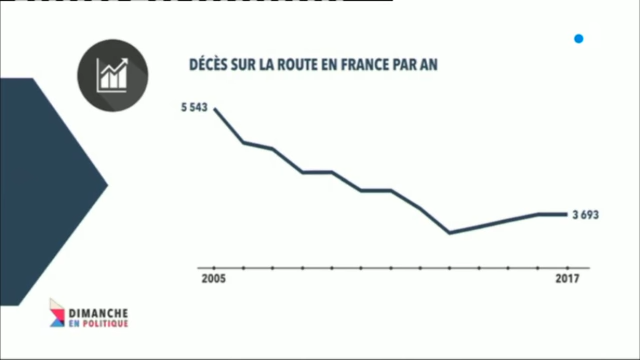 DÉCÈS SUR LA ROUTE EN FRANCE PAR AN
5 543
3 693
2005
2017
DIMANCHE
EN POLITIQUE